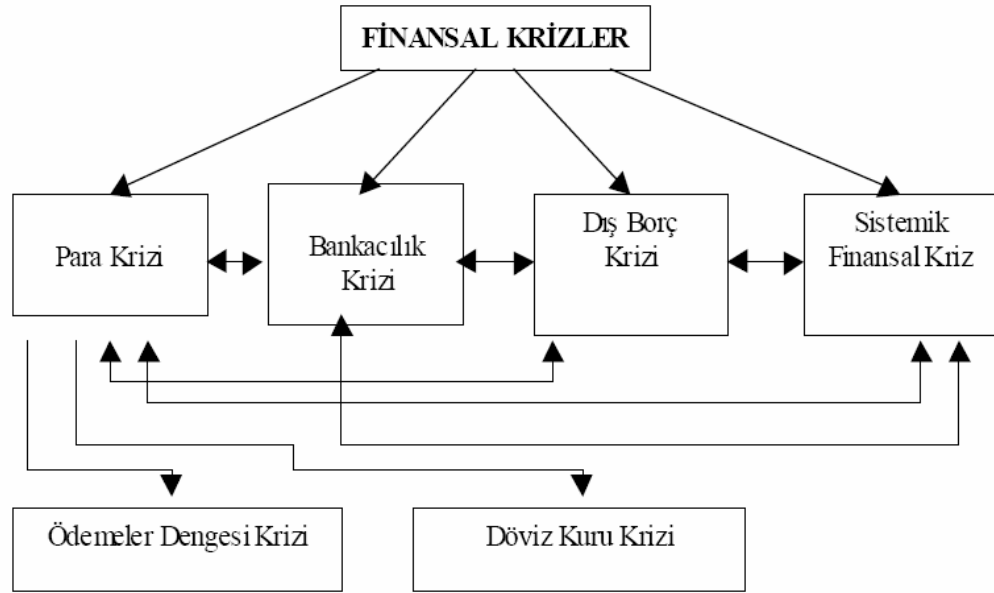 FİNANSAL KRİZLER
Para Krizi
Bankacılık
Krizi
Dış Borç
Krizi
Sistemik
Finansal Kriz
Ödemeler Dengesi Krizi
Döviz Kuru Krizi